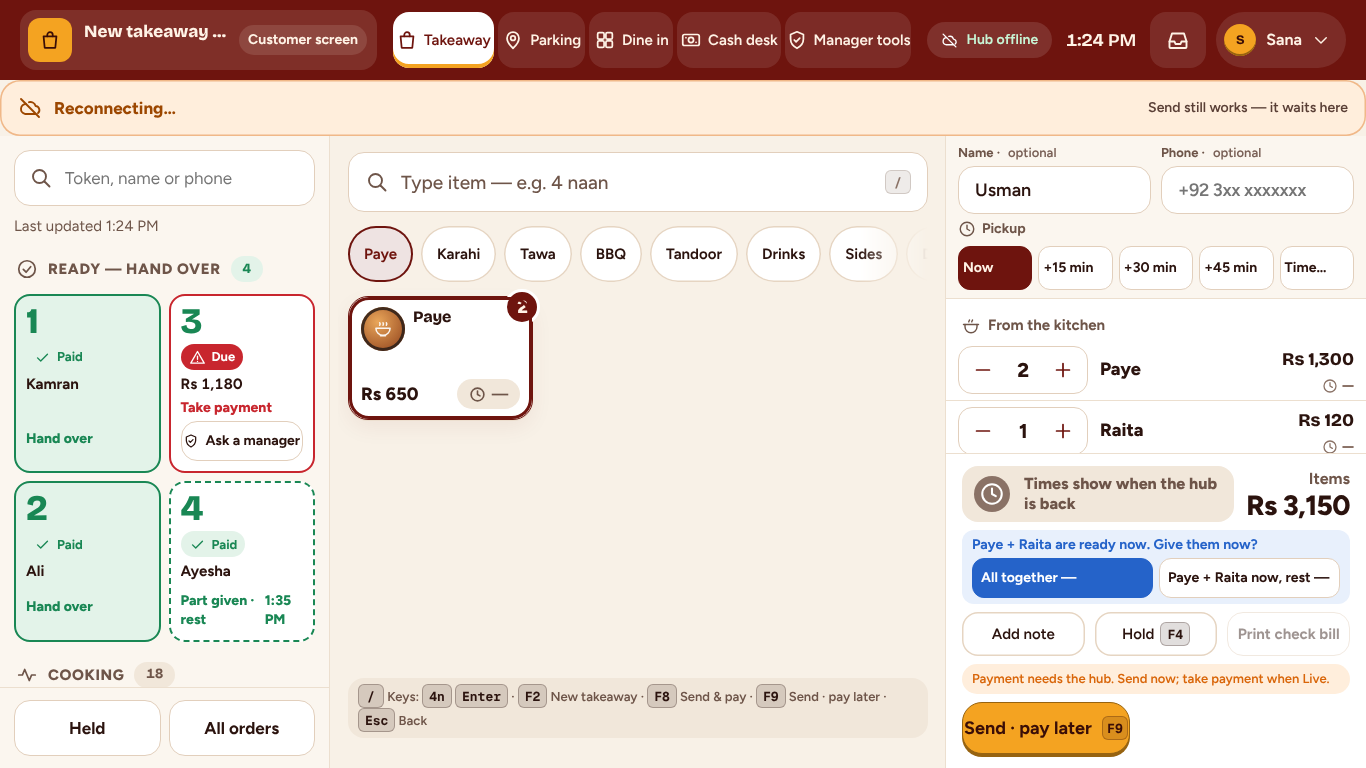 New takeaway ...
Customer screen
Takeaway
Parking
Dine in
Cash desk
Manager tools
Hub offline
1:24 PM
S
Sana
Reconnecting...
Send still works — it waits here
Token, name or phone
Last updated 1:24 PM
READY — HAND OVER 4
1
Paid
Kamran
Hand over
3
Due
Rs 1,180
Take payment
Ask a manager
2
Paid
Ali
Hand over
4
Paid
Ayesha
Part given · rest
1:35 PM
COOKING 18
Held
All orders
Type item — e.g. 4 naan
/
Paye
Karahi
Tawa
BBQ
Tandoor
Drinks
Sides
Paye
2
Rs 650
—
/ Keys: 4n Enter · F2 New takeaway · F8 Send & pay · F9 Send · pay later ·
Esc Back
Name · optional
Usman
Phone · optional
+92 3xx xxxxxxx
Pickup
Now
+15 min
+30 min
+45 min
Time...
From the kitchen
− 2 + Paye Rs 1,300
—
− 1 + Raita Rs 120
—
Times show when the hub
is back
Items
Rs 3,150
Paye + Raita are ready now. Give them now?
All together —
Paye + Raita now, rest —
Add note
Hold F4
Print check bill
Payment needs the hub. Send now; take payment when Live.
Send · pay later F9